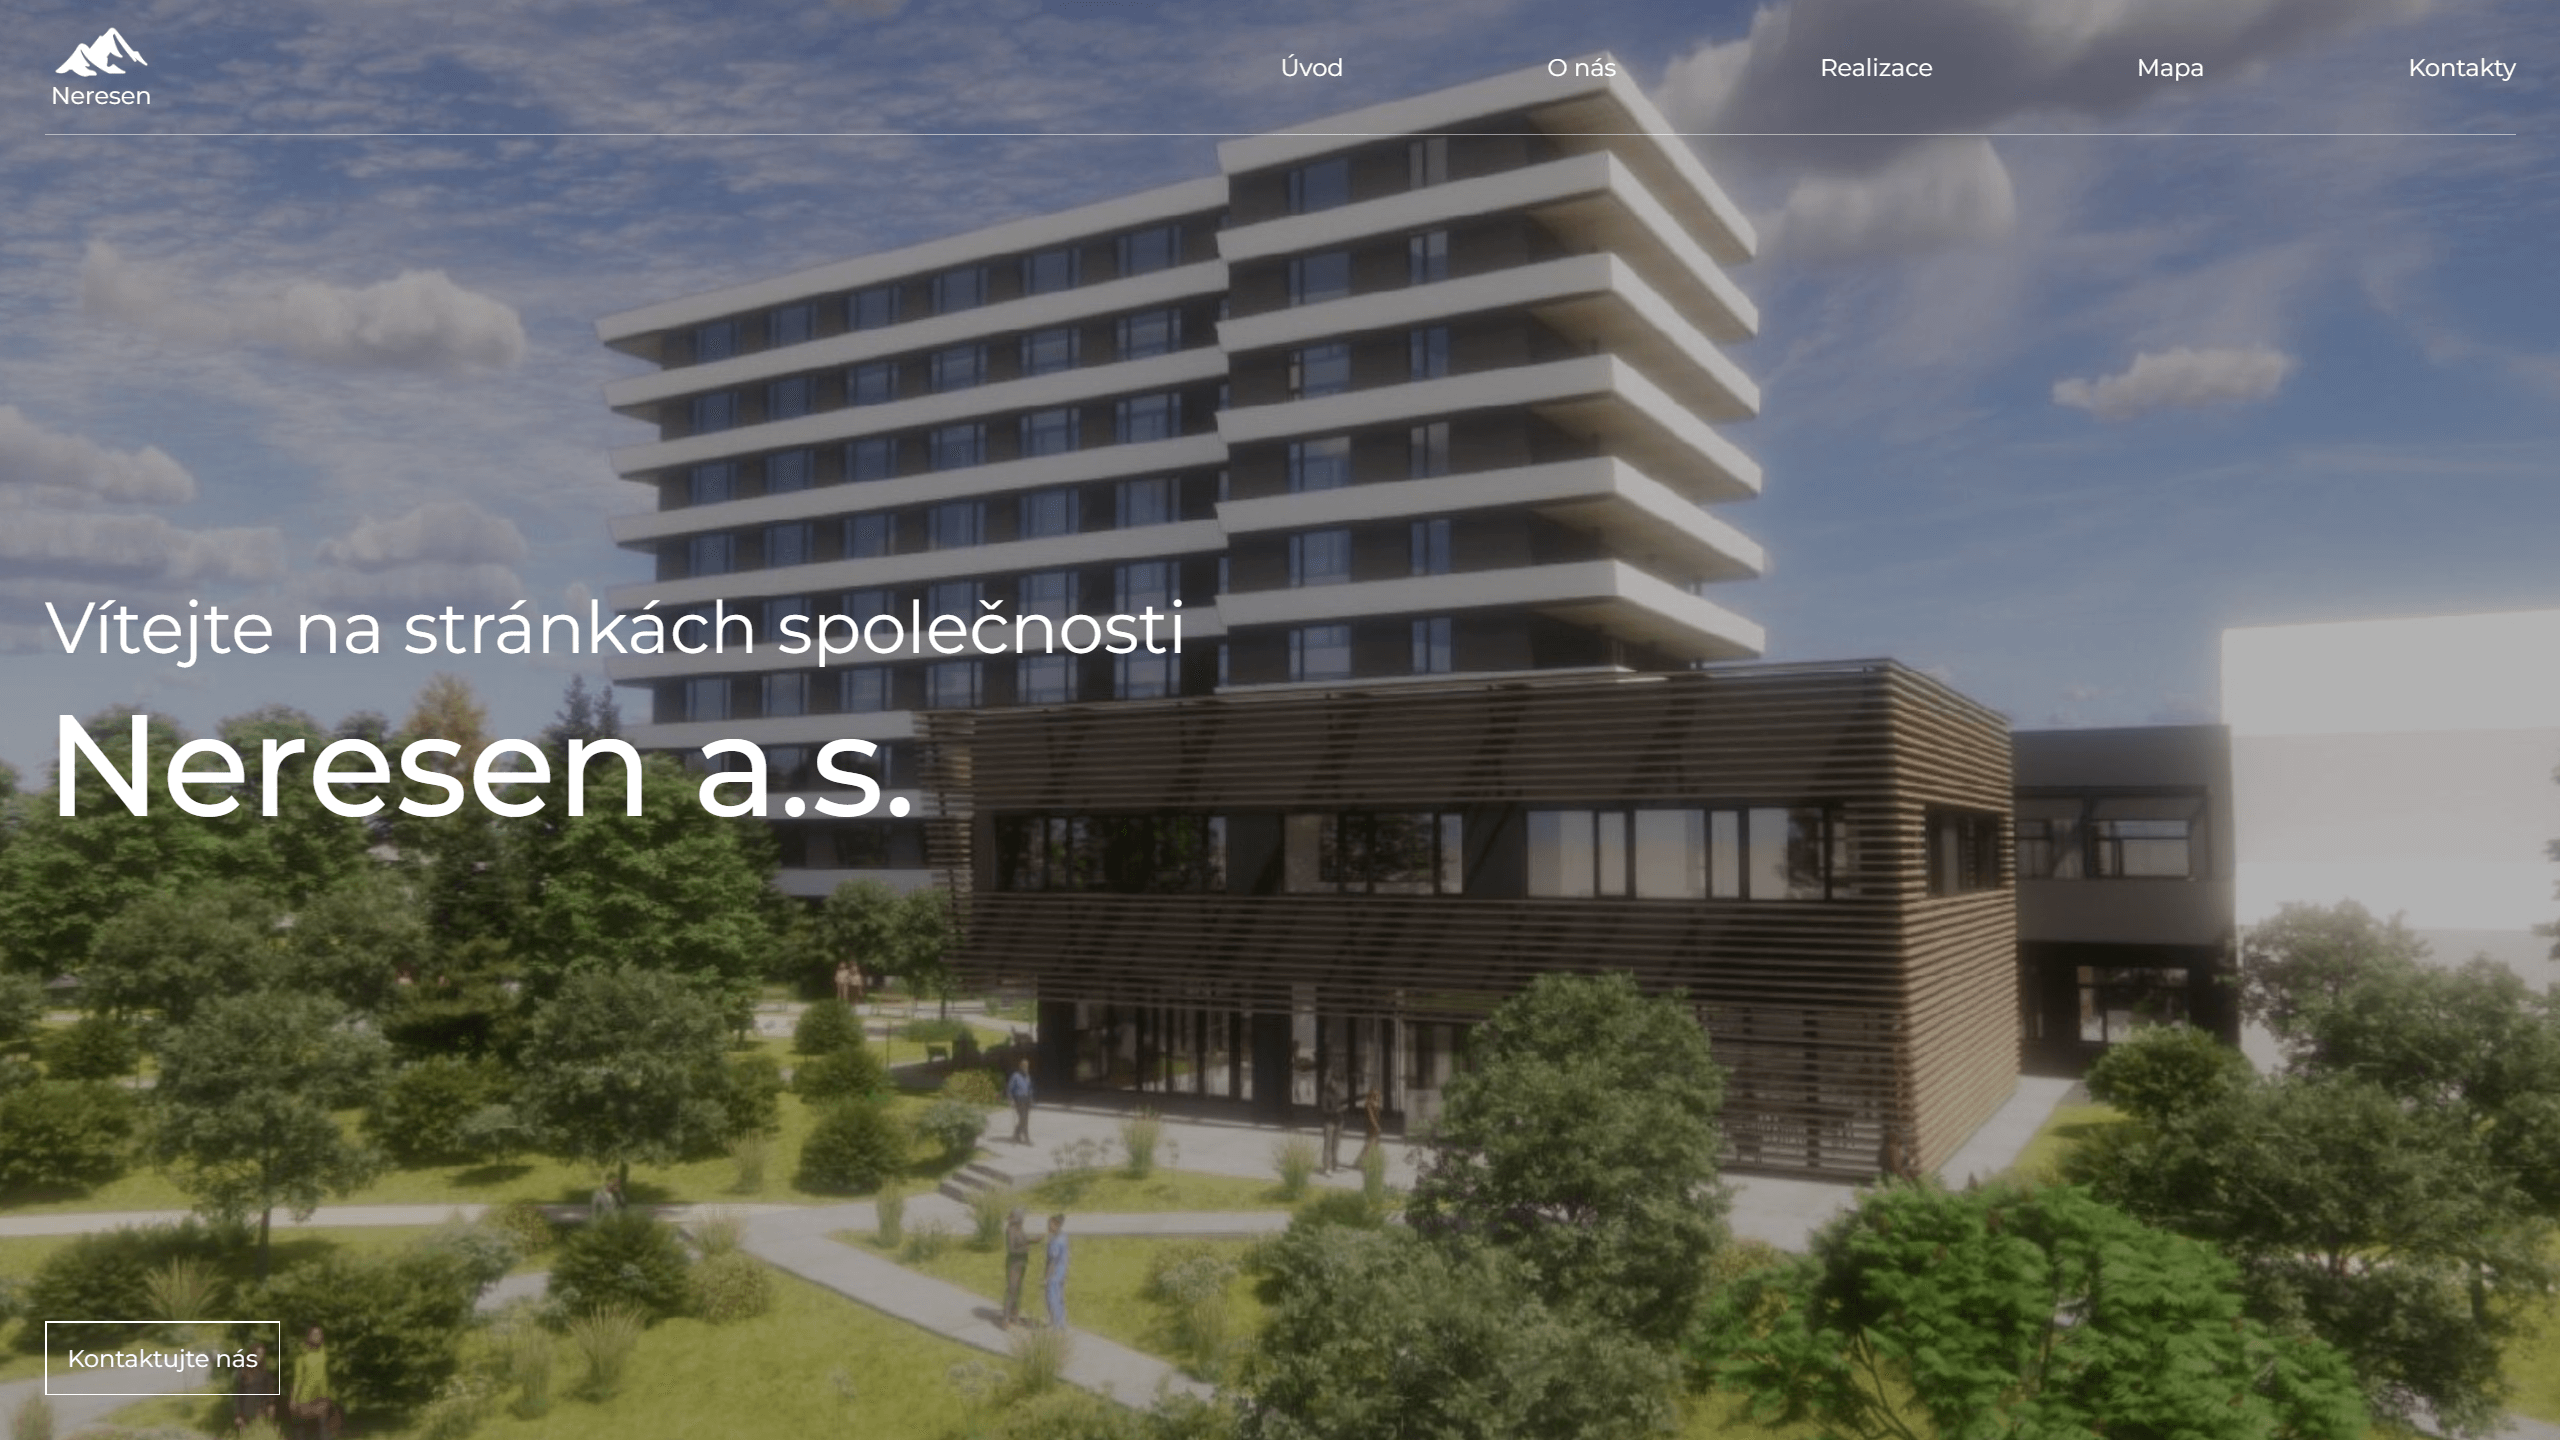 Neresen
Úvod
O nás
Realizace
Mapa
Kontakty
Vítejte na stránkách společnosti
Neresen a.s.
Kontaktujte nás